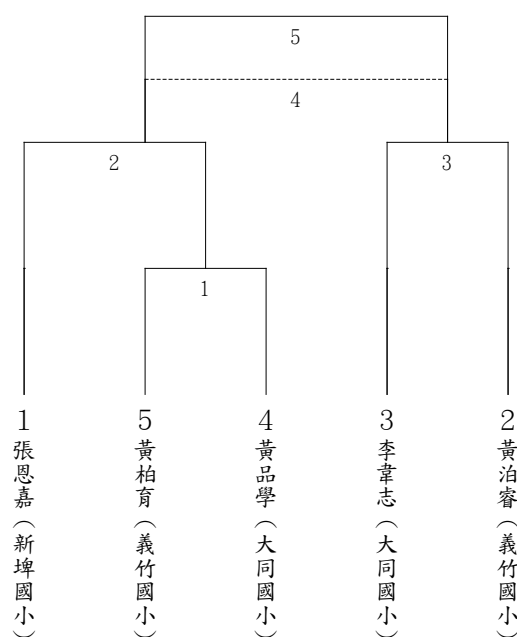 5
4
2
3
1
1 張恩嘉(新埤國小)
5 黃柏育(義竹國小)
4 黃品學(大同國小)
3 李韋志(大同國小)
2 黃泊睿(義竹國小)